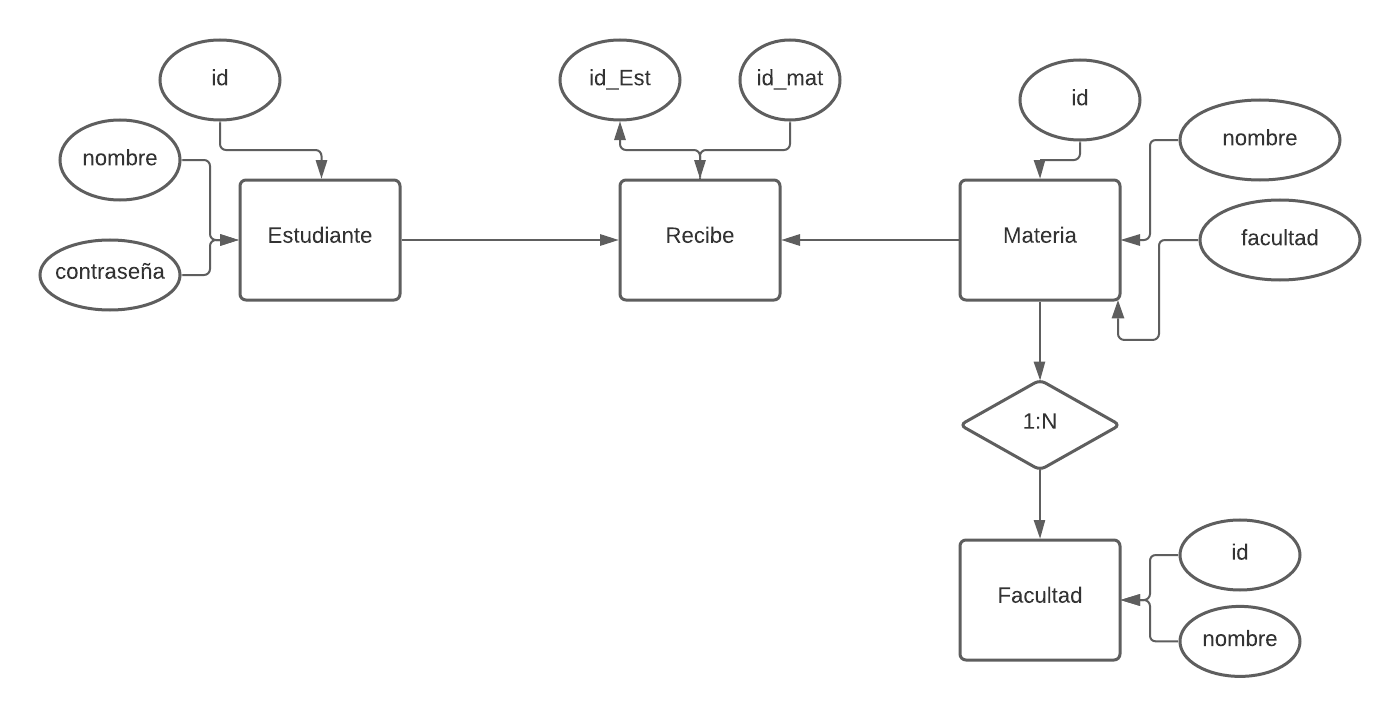 id
id_Est
id_mat
id
nombre
nombre
Estudiante
Recibe
Materia
facultad
contraseña
1:N
id
Facultad
nombre